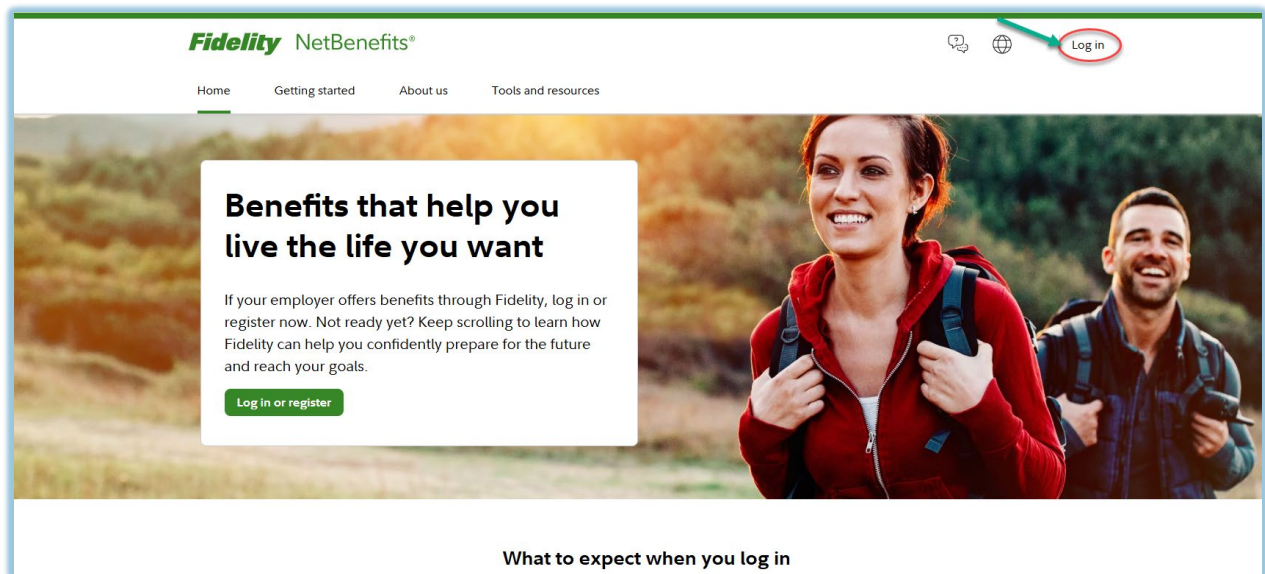 Fidelity NetBenefits®
Log in
Home Getting started About us Tools and resources
Benefits that help you
live the life you want
If your employer offers benefits through Fidelity, log in or
register now. Not ready yet? Keep scrolling to learn how
Fidelity can help you confidently prepare for the future
and reach your goals.
Log in or register
What to expect when you log in